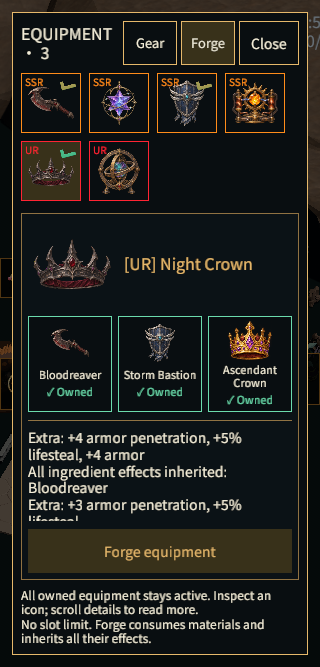 EQUIPMENT
· 3
Gear
Forge
Close
SSR
SSR
SSR
SSR
UR
UR
[UR] Night Crown
Bloodreaver
✓Owned
Storm Bastion
✓Owned
Ascendant
Crown
✓Owned
Extra: +4 armor penetration, +5%
lifesteal, +4 armor
All ingredient effects inherited:
Bloodreaver
Extra: +3 armor penetration, +5%
lifesteal
Forge equipment
All owned equipment stays active. Inspect an
icon; scroll details to read more.
No slot limit. Forge consumes materials and
inherits all their effects.